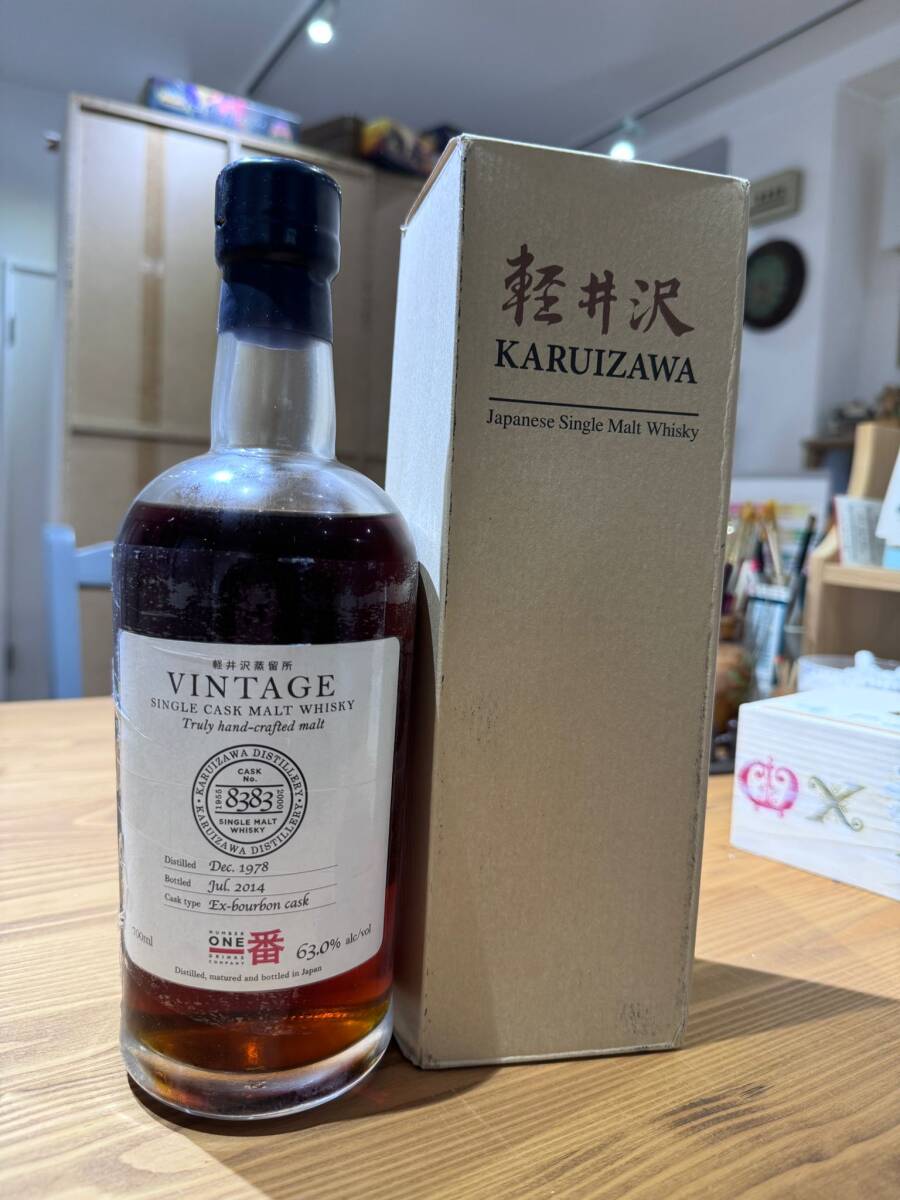 軽井沢
KARUIZAWA
Japanese Single Malt Whisky
軽井沢蒸留所
VINTAGE
SINGLE CASK MALT WHISKY
Truly hand-crafted malt
KARUIZAWA DISTILLERY
CASK
No.
1955 8383 2000
SINGLE MALT
WHISKY
KARUIZAWA DISTILLERY
Distilled Dec. 1978
Bottled Jul. 2014
Cask type Ex-bourbon cask
700ml
NUMBER
ONE
DRINKS
COMPANY
一番
63.0% alc/vol
Distilled, matured and bottled in Japan